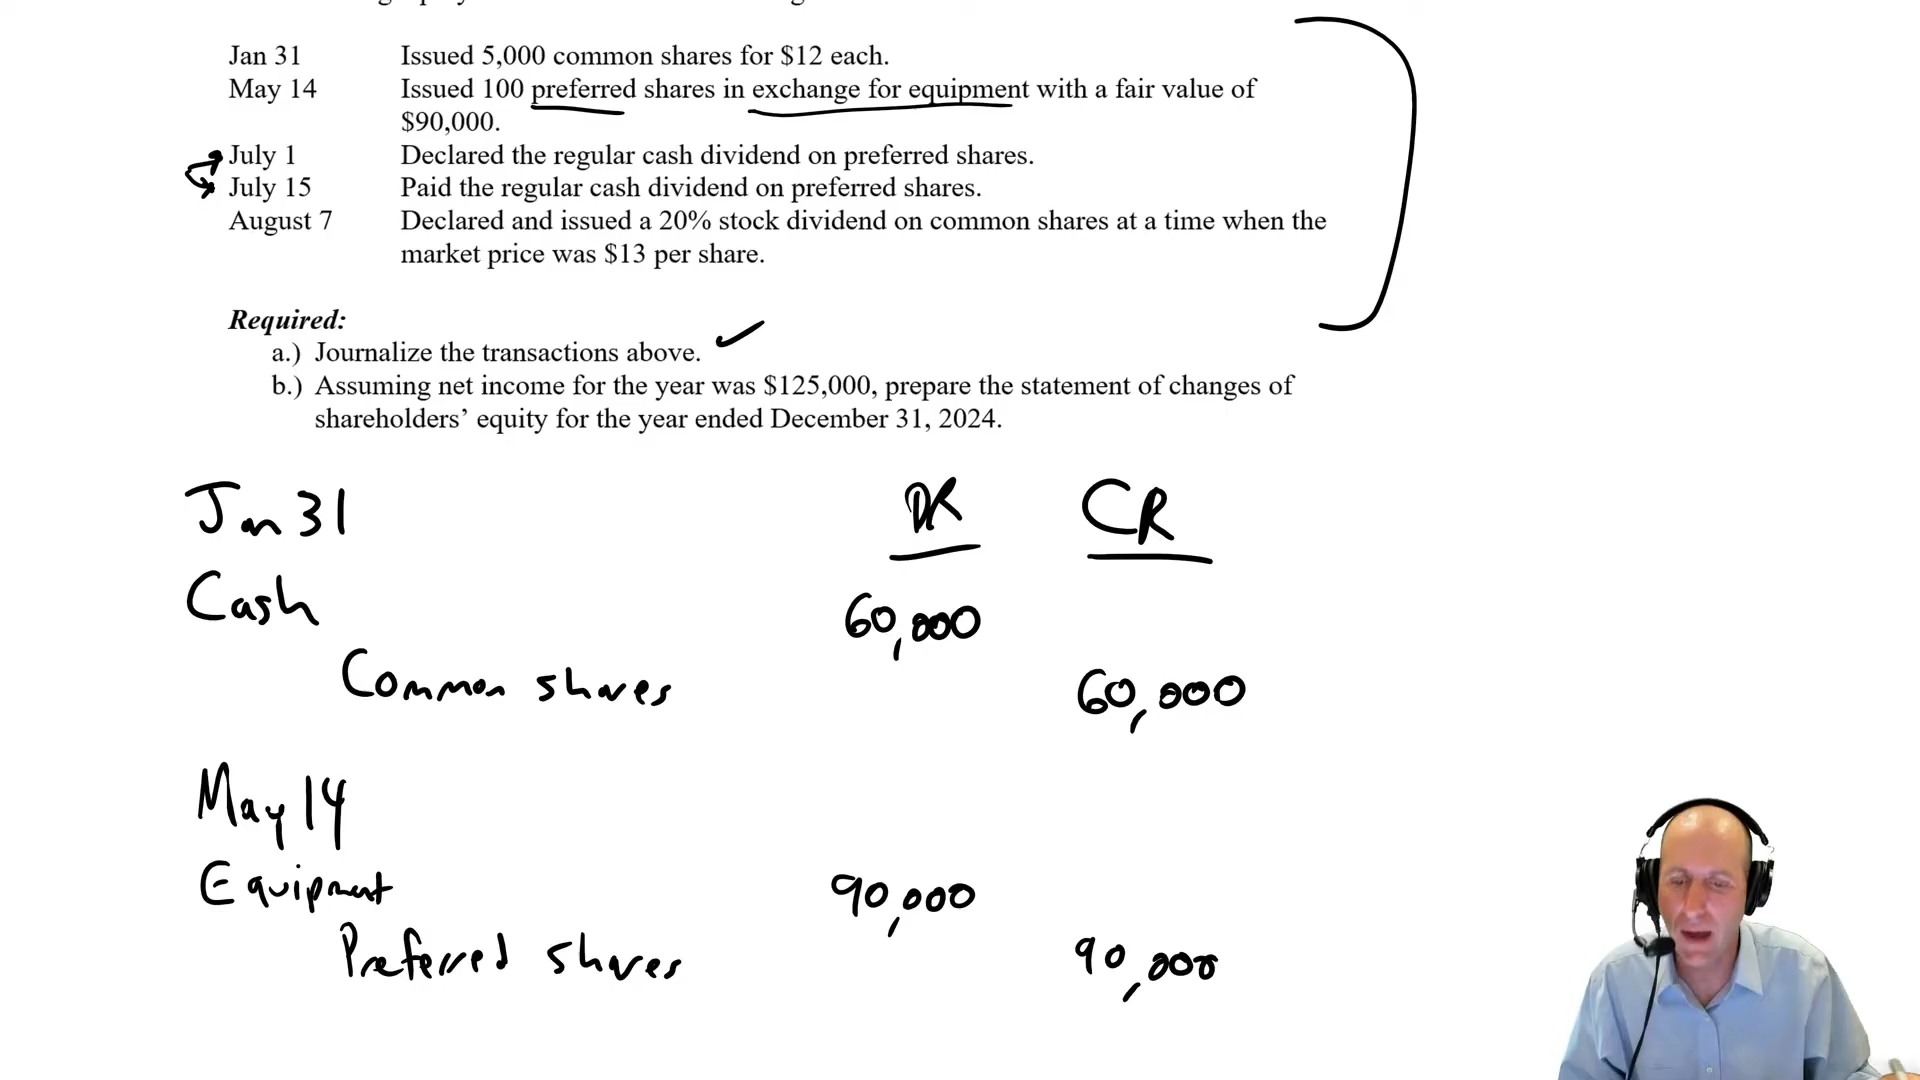 Jan 31 Issued 5,000 common shares for $12 each.
May 14 Issued 100 preferred shares in exchange for equipment with a fair value of
$90,000.
July 1 Declared the regular cash dividend on preferred shares.
July 15 Paid the regular cash dividend on preferred shares.
August 7 Declared and issued a 20% stock dividend on common shares at a time when the
market price was $13 per share.
Required:
a.) Journalize the transactions above.
b.) Assuming net income for the year was $125,000, prepare the statement of changes of
shareholders’ equity for the year ended December 31, 2024.
Jan 31 DR CR
Cash 60,000
Common shares 60,000
May 14
Equipment 90,000
Preferred shares 90,000